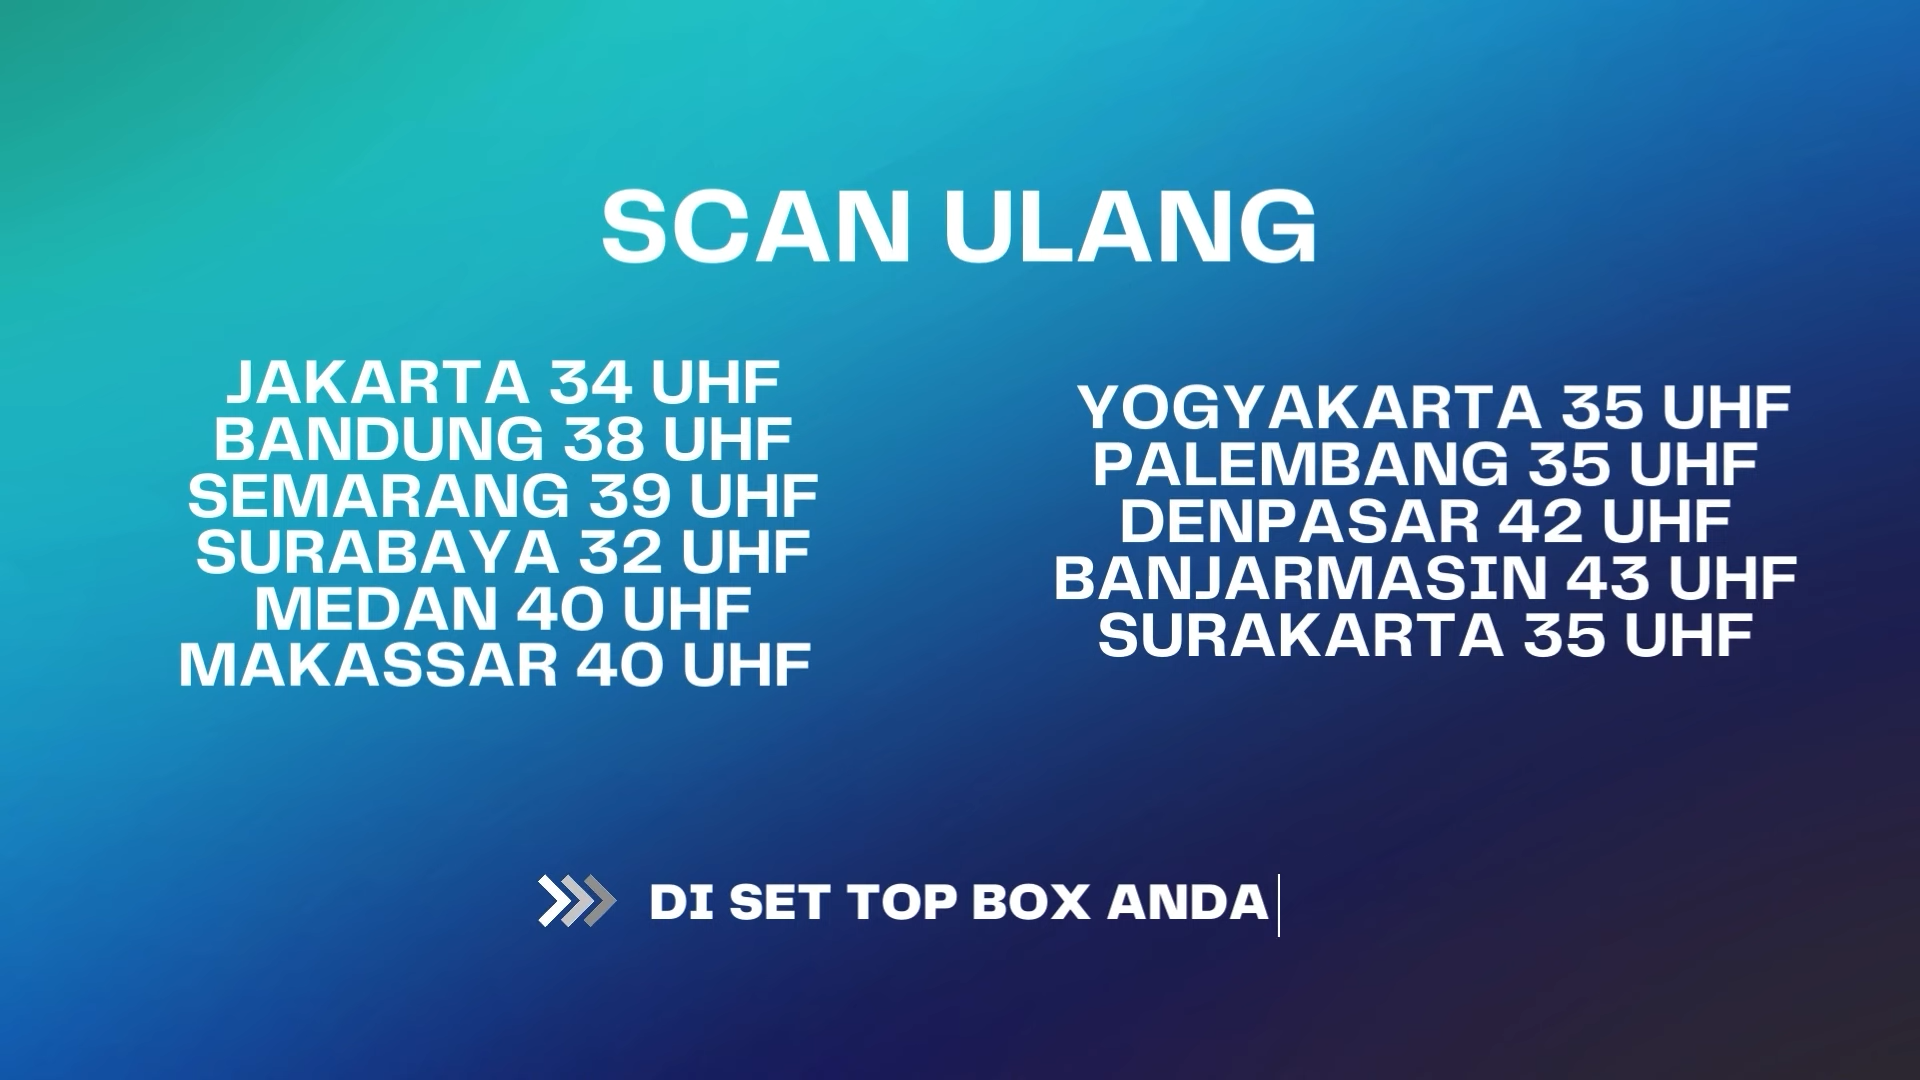 SCAN ULANG
JAKARTA 34 UHF
BANDUNG 38 UHF
SEMARANG 39 UHF
SURABAYA 32 UHF
MEDAN 40 UHF
MAKASSAR 40 UHF
YOGYAKARTA 35 UHF
PALEMBANG 35 UHF
DENPASAR 42 UHF
BANJARMASIN 43 UHF
SURAKARTA 35 UHF
DI SET TOP BOX ANDA